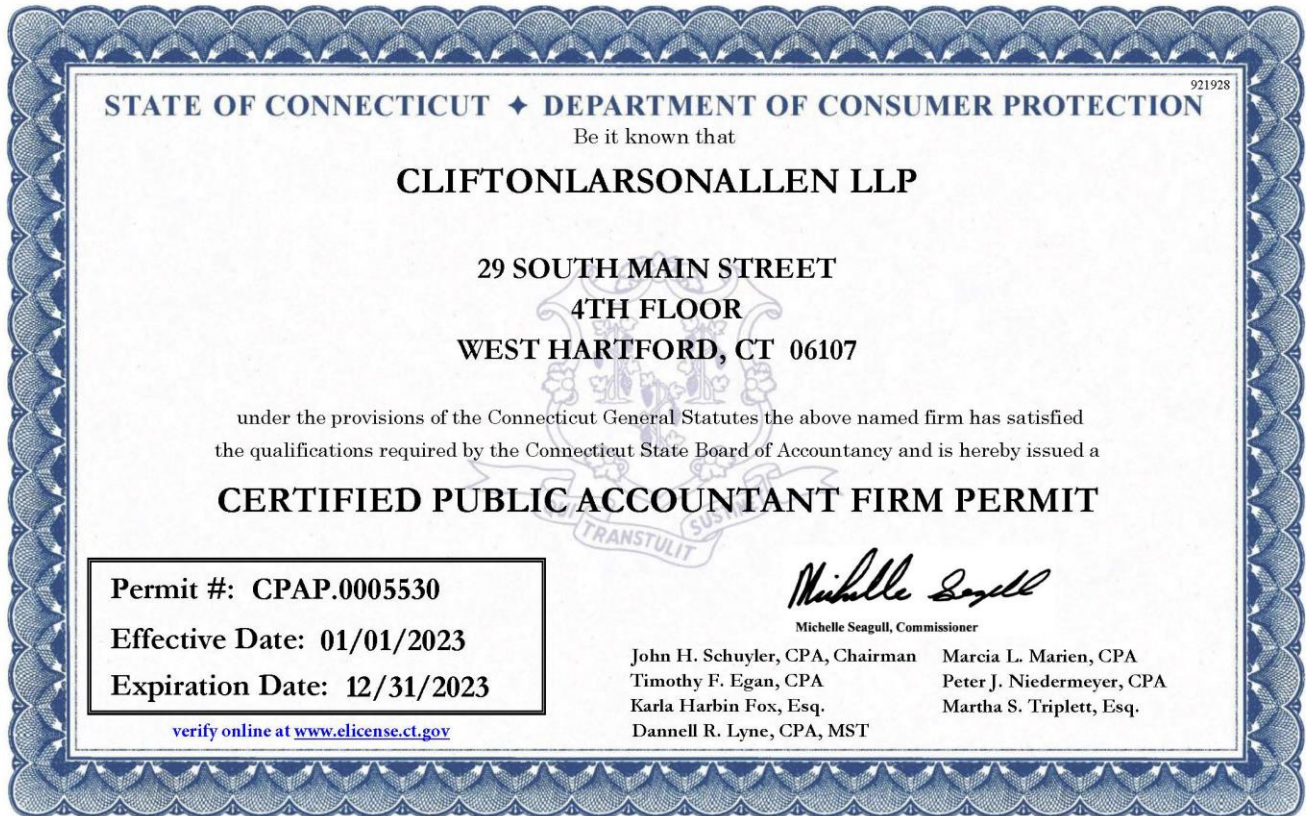 921928
STATE OF CONNECTICUT ✦ DEPARTMENT OF CONSUMER PROTECTION
Be it known that
CLIFTONLARSONALLEN LLP
29 SOUTH MAIN STREET
4TH FLOOR
WEST HARTFORD, CT 06107
under the provisions of the Connecticut General Statutes the above named firm has satisfied
the qualifications required by the Connecticut State Board of Accountancy and is hereby issued a
CERTIFIED PUBLIC ACCOUNTANT FIRM PERMIT
TRANSTULIT
Permit #: CPAP.0005530
Effective Date: 01/01/2023
Expiration Date: 12/31/2023
verify online at www.elicense.ct.gov
Michelle Seagull
Michelle Seagull, Commissioner
John H. Schuyler, CPA, Chairman
Timothy F. Egan, CPA
Karla Harbin Fox, Esq.
Dannell R. Lyne, CPA, MST
Marcia L. Marien, CPA
Peter J. Niedermeyer, CPA
Martha S. Triplett, Esq.